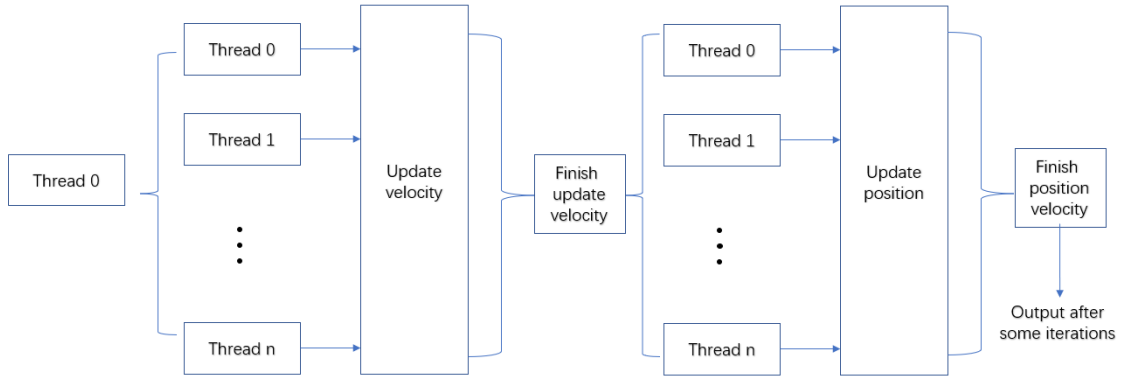 Thread 0
Thread 0
Thread 1
Thread n
Update
velocity
Finish
update
velocity
Thread 0
Thread 1
Thread n
Update
position
Finish
position
velocity
Output after
some iterations